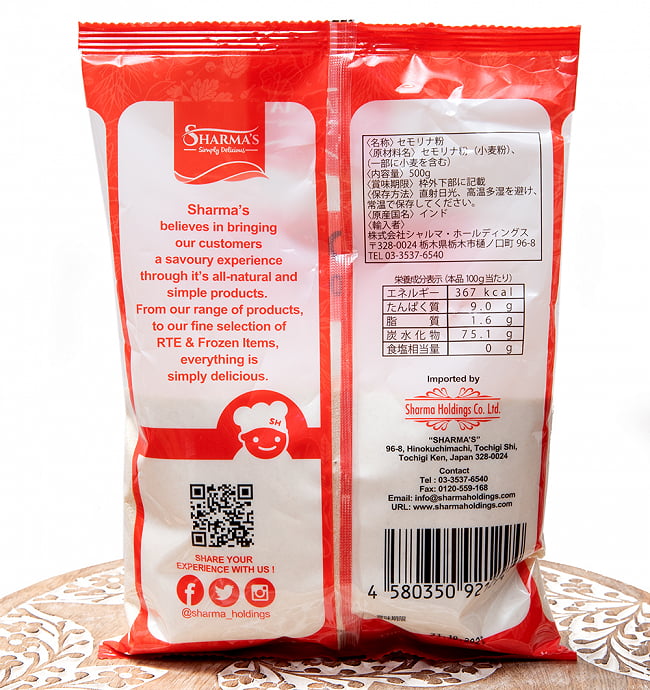 SHARMA'S
Simply Delicious
Sharma's
believes in bringing
our customers
a savoury experience
through it's all-natural and
simple products.
From our range of products,
to our fine selection of
RTE & Frozen Items,
everything is
simply delicious.
SH
SHARE YOUR
EXPERIENCE WITH US !
@sharma_holdings
〈名称〉セモリナ粉
〈原材料名〉セモリナ粉（小麦粉）、
（一部に小麦を含む）
〈内容量〉500g
〈賞味期限〉枠外下部に記載
〈保存方法〉直射日光、高温多湿を避け、
常温で保存してください。
〈原産国名〉インド
〈輸入者〉
株式会社シャルマ・ホールディングス
〒328-0024 栃木県栃木市樋ノ口町 96-8
TEL 03-3537-6540
栄養成分表示（本品100g当たり）
エネルギー 367 kcal
たんぱく質 9.0 g
脂質 1.6 g
炭水化物 75.1 g
食塩相当量 0 g
Imported by
Sharma Holdings Co. Ltd.
"SHARMA'S"
96-8, Hinokuchimachi, Tochigi Shi,
Tochigi Ken, Japan 328-0024
Contact
Tel : 03-3537-6540
Fax: 0120-559-168
Email: info@sharmaholdings.com
URL: www.sharmaholdings.com
4 580350 92
賞味期限